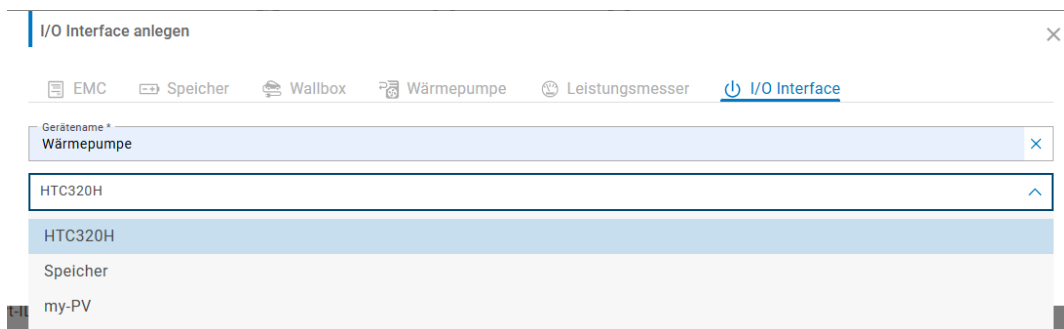 I/O Interface anlegen
EMC Speicher Wallbox Wärmepumpe Leistungsmesser I/O Interface
Gerätename *
Wärmepumpe
HTC320H
HTC320H
Speicher
my-PV